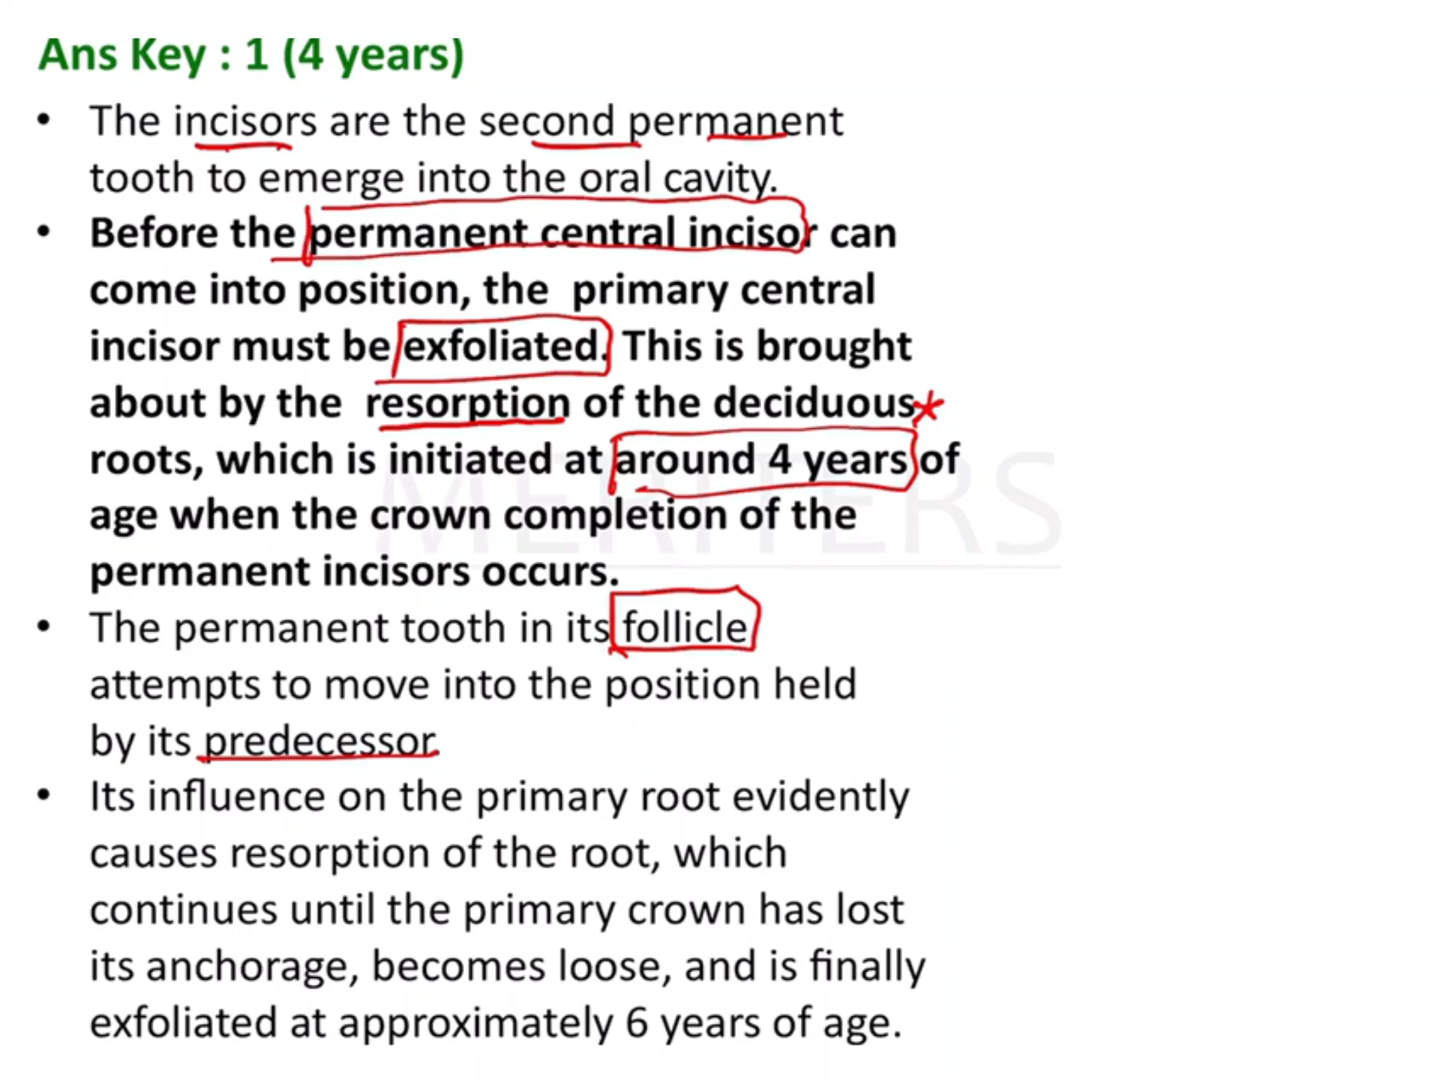 Ans Key : 1 (4 years)
• The incisors are the second permanent
tooth to emerge into the oral cavity.
• Before the permanent central incisor can
come into position, the primary central
incisor must be exfoliated. This is brought
about by the resorption of the deciduous
roots, which is initiated at around 4 years of
age when the crown completion of the
permanent incisors occurs.
• The permanent tooth in its follicle
attempts to move into the position held
by its predecessor.
• Its influence on the primary root evidently
causes resorption of the root, which
continues until the primary crown has lost
its anchorage, becomes loose, and is finally
exfoliated at approximately 6 years of age.
MERITERS